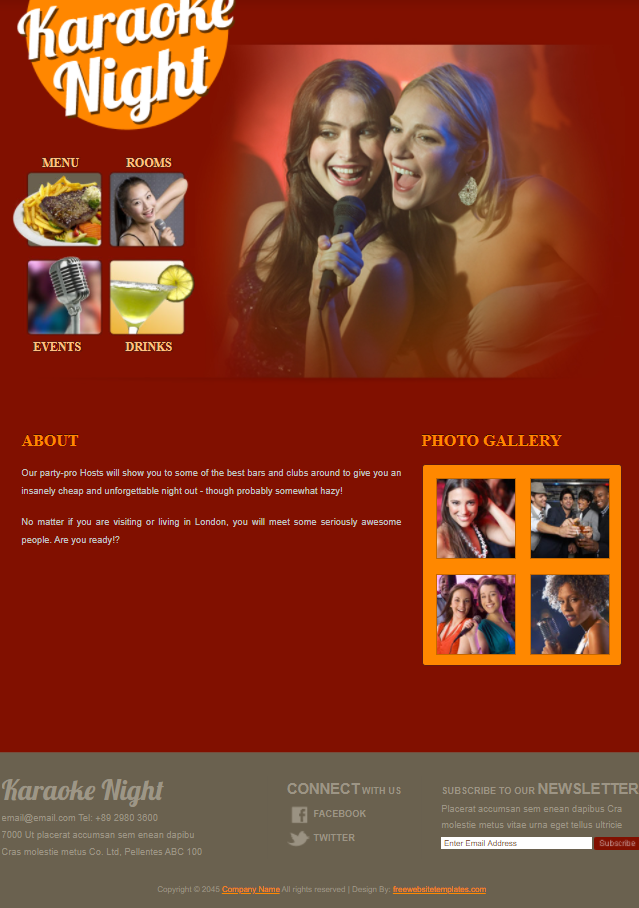 Karaoke
Night
MENU
ROOMS
EVENTS
DRINKS
ABOUT
Our party-pro Hosts will show you to some of the best bars and clubs around to give you an
insanely cheap and unforgettable night out - though probably somewhat hazy!
No matter if you are visiting or living in London, you will meet some seriously awesome
people. Are you ready!?
PHOTO GALLERY
Karaoke Night
email@email.com Tel: +89 2980 3600
7000 Ut placerat accumsan sem enean dapibu
Cras molestie metus Co. Ltd, Pellentes ABC 100
CONNECT WITH US
FACEBOOK
TWITTER
SUBSCRIBE TO OUR NEWSLETTER
Placerat accumsan sem enean dapibus Cra
molestie metus vitae urna eget tellus ultricie
Enter Email Address
Subscribe
Copyright © 2045 Company Name All rights reserved | Design By: freewebsitetemplates.com